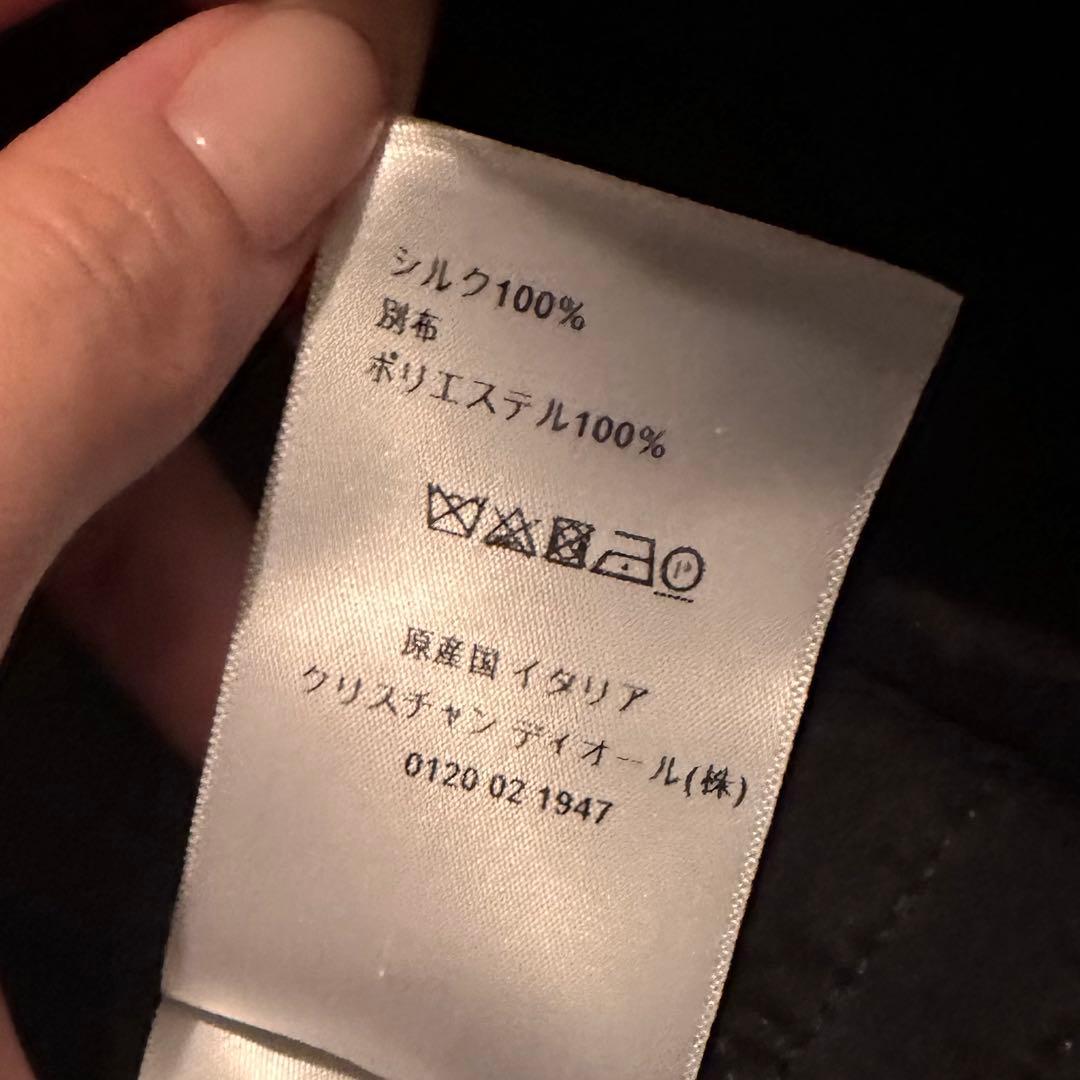 シルク100%
別布
ポリエステル100%
P
原産国 イタリア
クリスチャン ディオール(株)
0120 02 1947